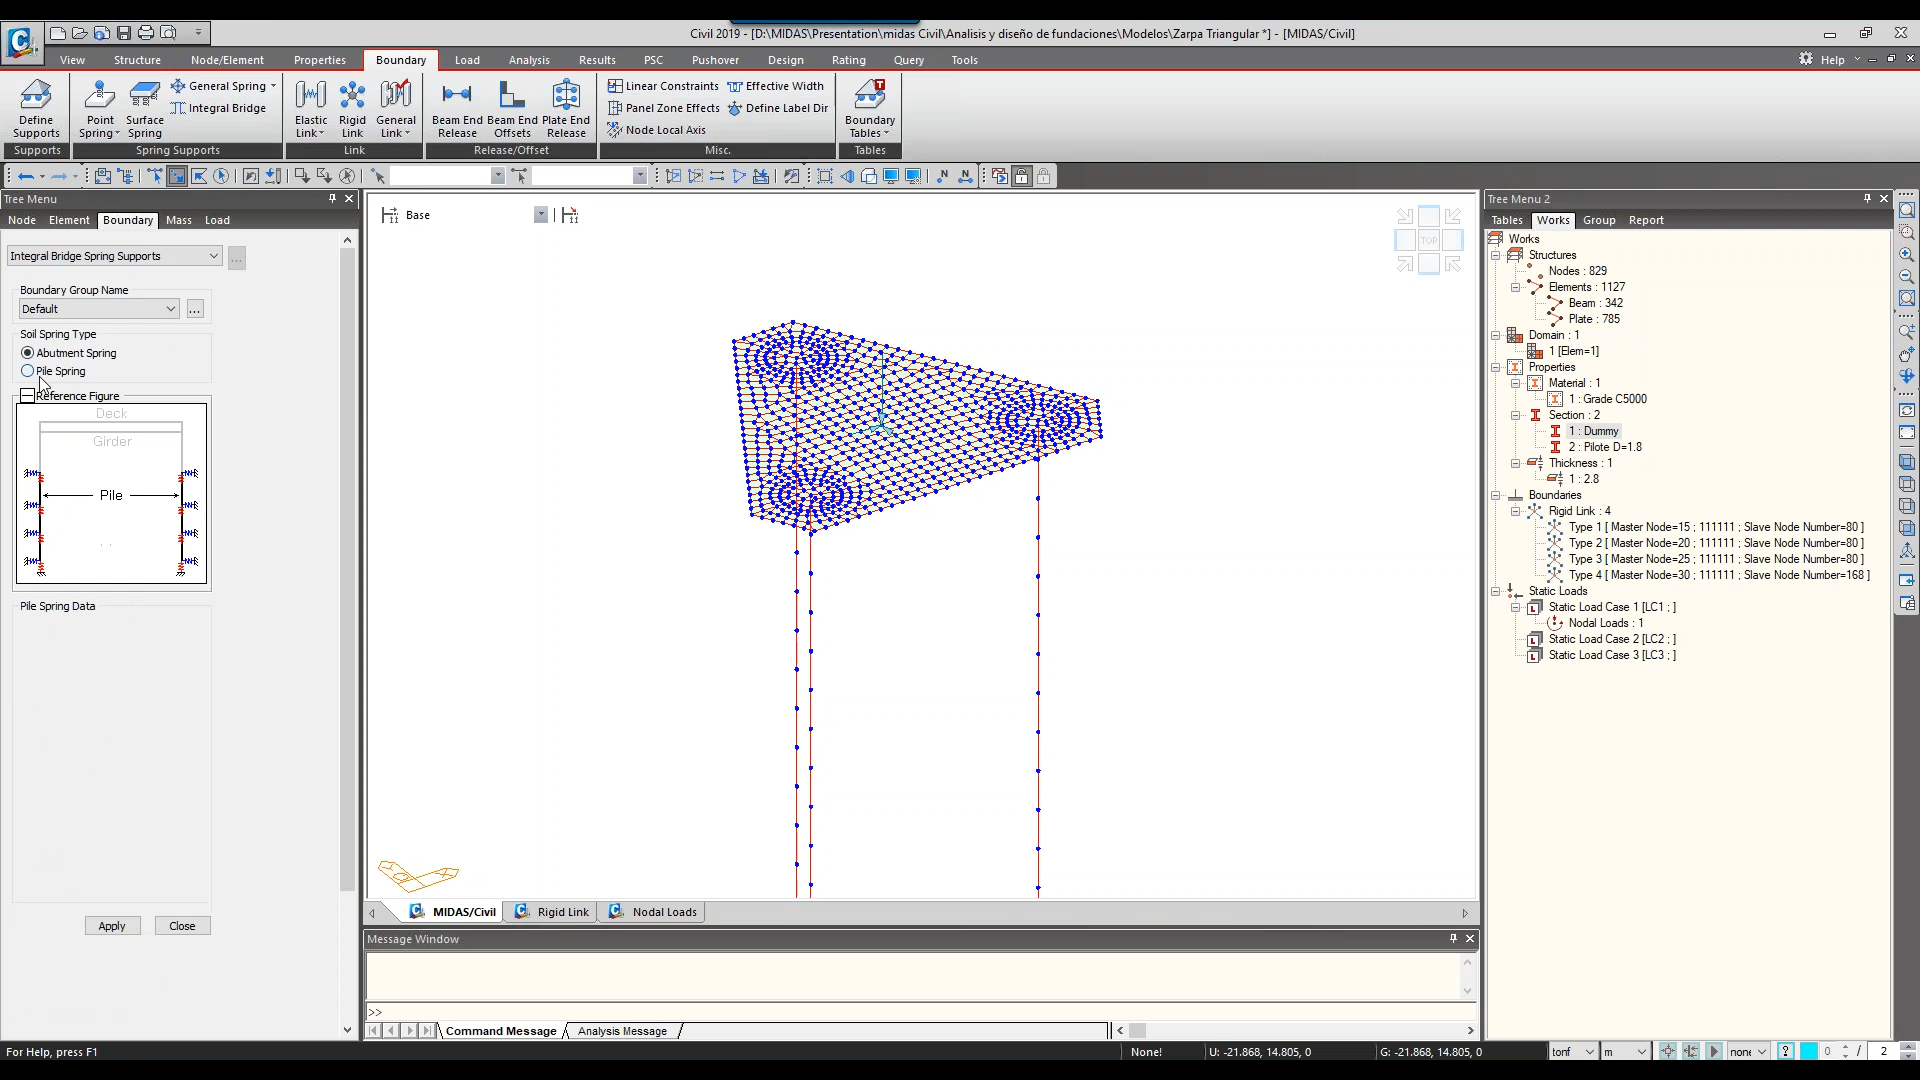 Civil 2019 - [D:\MIDAS\Presentation\midas Civil\Analisis y diseño de fundaciones\Modelos\Zarpa Triangular *] - [MIDAS/Civil]
View Structure Node/Element Properties Boundary Load Analysis Results PSC Pushover Design Rating Query Tools Help
Define Supports
Point Spring
Surface Spring
General Spring
Integral Bridge
Elastic Link
Rigid Link
General Link
Beam End Release
Beam End Offsets
Plate End Release
Linear Constraints
Effective Width
Panel Zone Effects
Define Label Dir
Node Local Axis
Boundary Tables
Supports Spring Supports Link Release/Offset Misc. Tables
Tree Menu
Node Element Boundary Mass Load
Integral Bridge Spring Supports
...
Boundary Group Name
Default
...
Soil Spring Type
Abutment Spring
Pile Spring
Reference Figure
Deck
Girder
Pile
Pile Spring Data
Apply Close
Base
TOP
MIDAS/Civil Rigid Link Nodal Loads
Message Window
>>
Command Message Analysis Message
Tree Menu 2
Tables Works Group Report
Works
Structures
Nodes : 829
Elements : 1127
Beam : 342
Plate : 785
Domain : 1
1 [Elem=1]
Properties
Material : 1
1 : Grade C5000
Section : 2
1 : Dummy
2 : Pilote D=1.8
Thickness : 1
1 : 2.8
Boundaries
Rigid Link : 4
Type 1 [ Master Node=15 ; 111111 ; Slave Node Number=80 ]
Type 2 [ Master Node=20 ; 111111 ; Slave Node Number=80 ]
Type 3 [ Master Node=25 ; 111111 ; Slave Node Number=80 ]
Type 4 [ Master Node=30 ; 111111 ; Slave Node Number=168 ]
Static Loads
Static Load Case 1 [LC1 ; ]
Nodal Loads : 1
Static Load Case 2 [LC2 ; ]
Static Load Case 3 [LC3 ; ]
For Help, press F1
None!
U: -21.868, 14.805, 0
G: -21.868, 14.805, 0
tonf m none ? 0 / 2